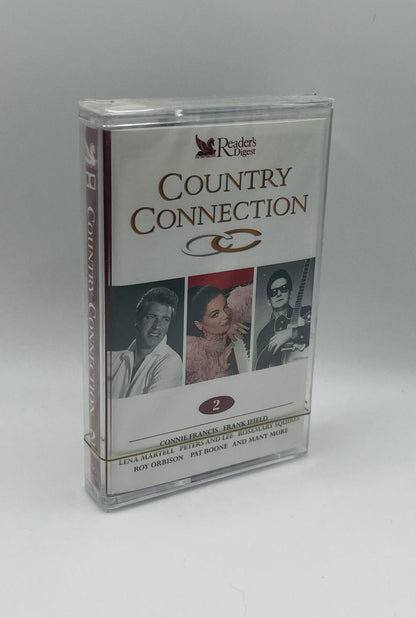 Reader's
Digest
COUNTRY
CONNECTION
2
CONNIE FRANCIS FRANK IFIELD
LENA MARTELL PETERS AND LEE ROSEMARY SQUIRES
ROY ORBISON PAT BOONE AND MANY MORE
COUNTRY CONNECTION 2